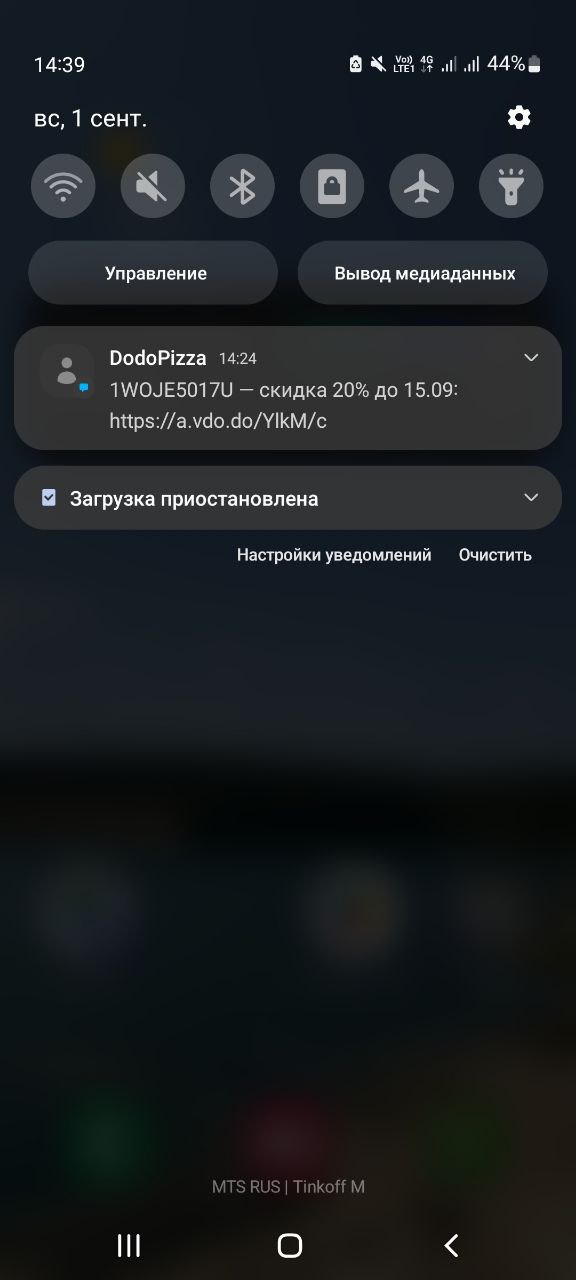 14:39 Vo)) LTE1 4G 44%
вс, 1 сент.
Управление Вывод медиаданных
DodoPizza 14:24
1WOJE5017U — скидка 20% до 15.09:
https://a.vdo.do/YlkM/c
Загрузка приостановлена
Настройки уведомлений Очистить
MTS RUS | Tinkoff M